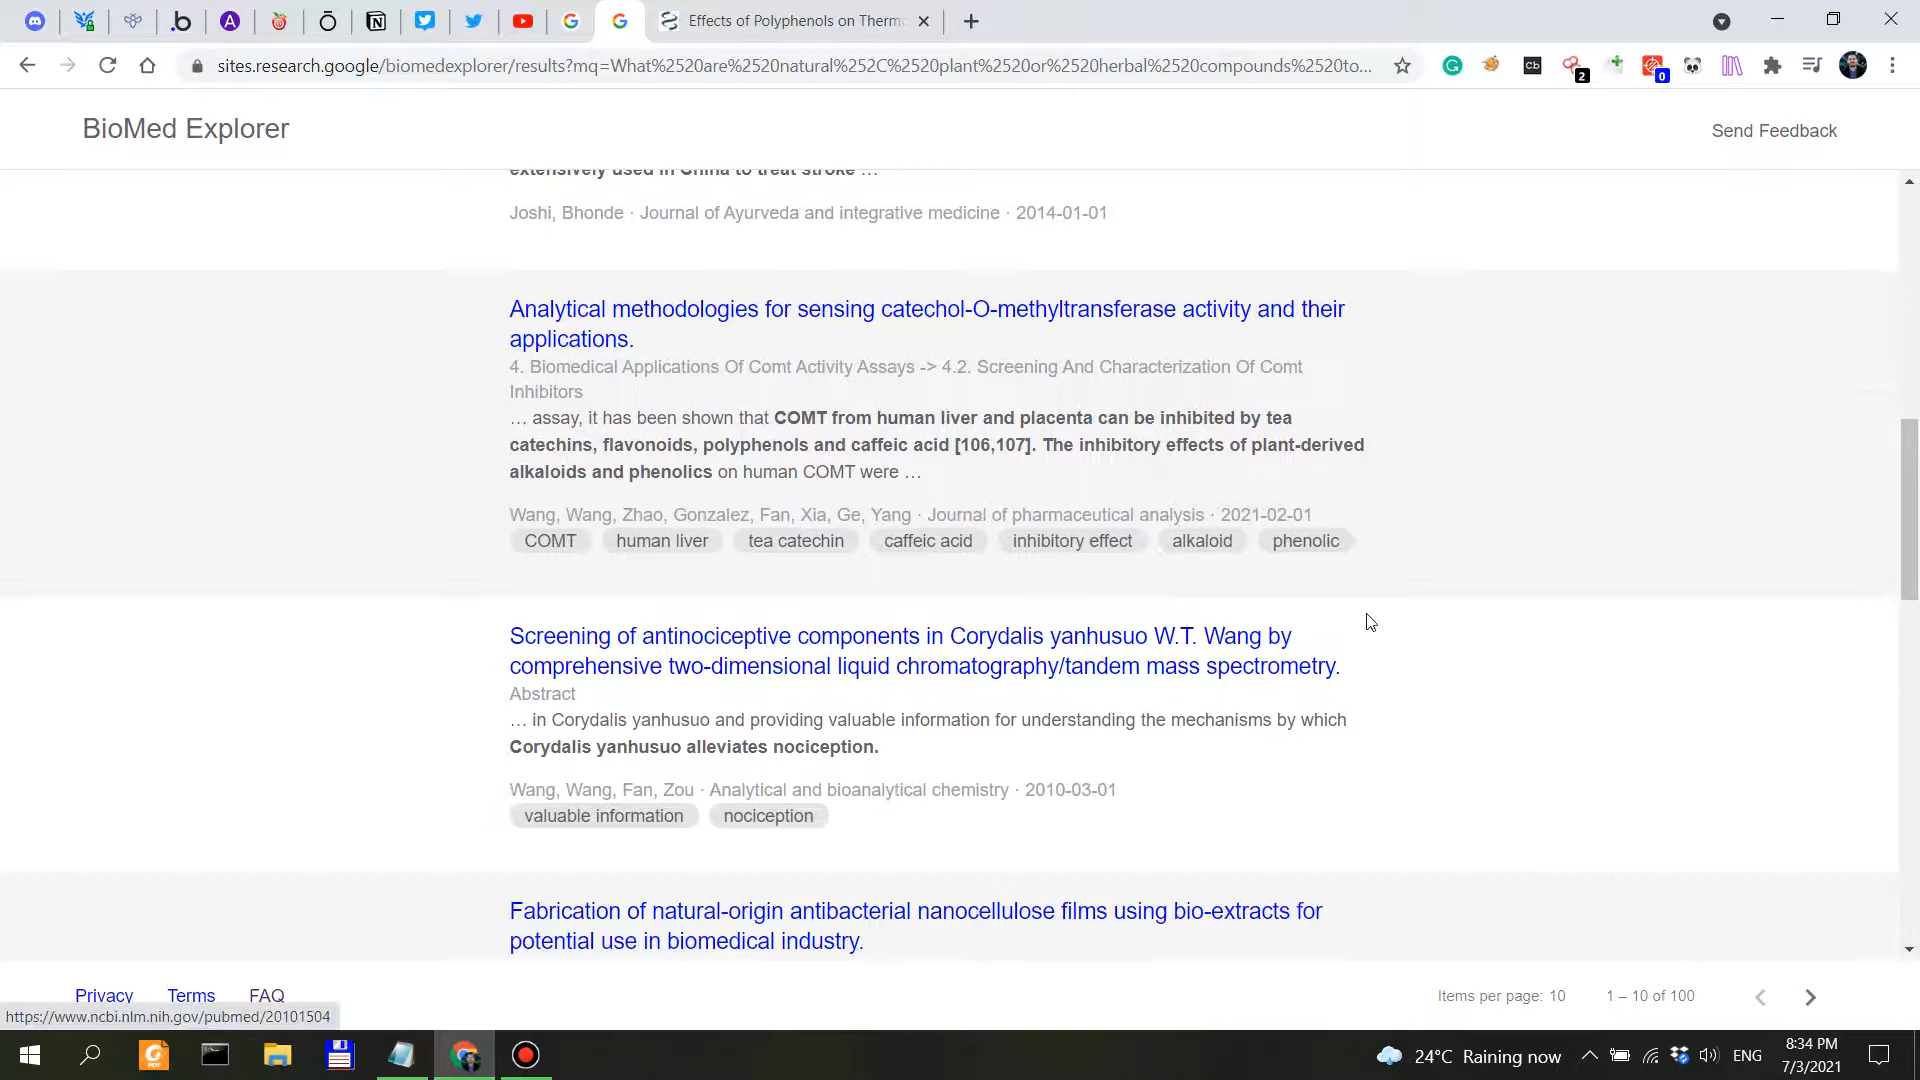 Effects of Polyphenols on Therm
sites.research.google/biomedexplorer/results?mq=What%2520are%2520natural%252C%2520plant%2520or%2520herbal%2520compounds%2520to...
Cb
2
0
BioMed Explorer
Send Feedback
extensively used in China to treat stroke …
Joshi, Bhonde · Journal of Ayurveda and integrative medicine · 2014-01-01
Analytical methodologies for sensing catechol-O-methyltransferase activity and their
applications.
4. Biomedical Applications Of Comt Activity Assays -> 4.2. Screening And Characterization Of Comt
Inhibitors
… assay, it has been shown that COMT from human liver and placenta can be inhibited by tea
catechins, flavonoids, polyphenols and caffeic acid [106,107]. The inhibitory effects of plant-derived
alkaloids and phenolics on human COMT were …
Wang, Wang, Zhao, Gonzalez, Fan, Xia, Ge, Yang · Journal of pharmaceutical analysis · 2021-02-01
COMT human liver tea catechin caffeic acid inhibitory effect alkaloid phenolic
Screening of antinociceptive components in Corydalis yanhusuo W.T. Wang by
comprehensive two-dimensional liquid chromatography/tandem mass spectrometry.
Abstract
… in Corydalis yanhusuo and providing valuable information for understanding the mechanisms by which
Corydalis yanhusuo alleviates nociception.
Wang, Wang, Fan, Zou · Analytical and bioanalytical chemistry · 2010-03-01
valuable information nociception
Fabrication of natural-origin antibacterial nanocellulose films using bio-extracts for
potential use in biomedical industry.
Privacy Terms FAQ
Items per page: 10 1 – 10 of 100
https://www.ncbi.nlm.nih.gov/pubmed/20101504
24°C Raining now
ENG
8:34 PM
7/3/2021